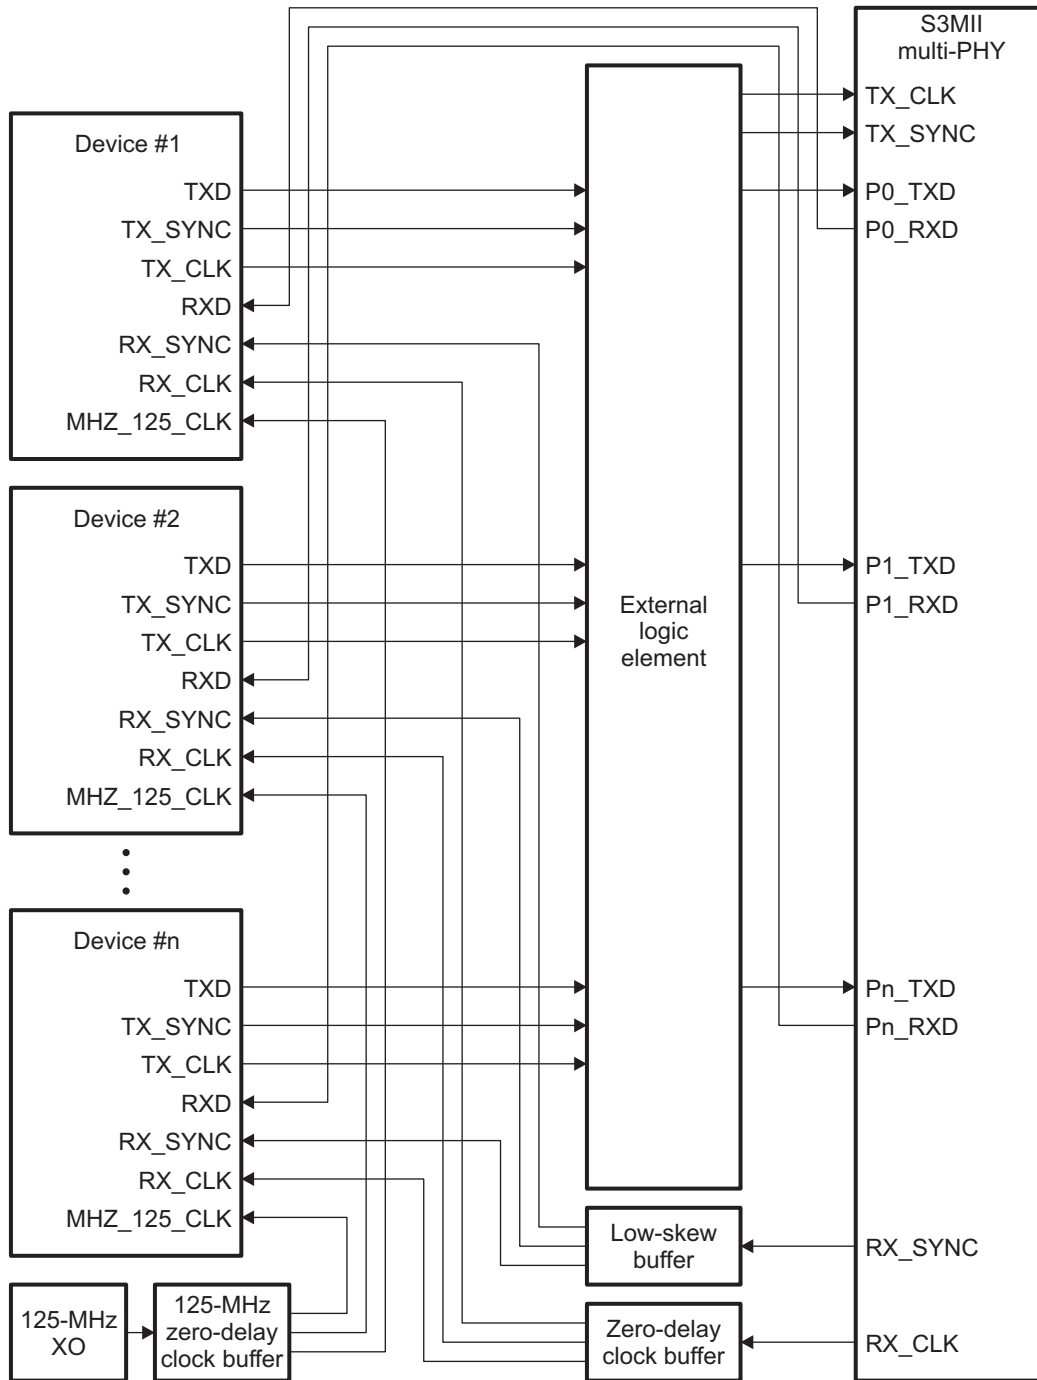 S3MII
multi-PHY
TX_CLK
TX_SYNC
P0_TXD
P0_RXD
P1_TXD
P1_RXD
Pn_TXD
Pn_RXD
RX_SYNC
RX_CLK
Device #1
TXD
TX_SYNC
TX_CLK
RXD
RX_SYNC
RX_CLK
MHZ_125_CLK
Device #2
TXD
TX_SYNC
TX_CLK
RXD
RX_SYNC
RX_CLK
MHZ_125_CLK
Device #n
TXD
TX_SYNC
TX_CLK
RXD
RX_SYNC
RX_CLK
MHZ_125_CLK
External
logic
element
Low-skew
buffer
Zero-delay
clock buffer
125-MHz
XO
125-MHz
zero-delay
clock buffer